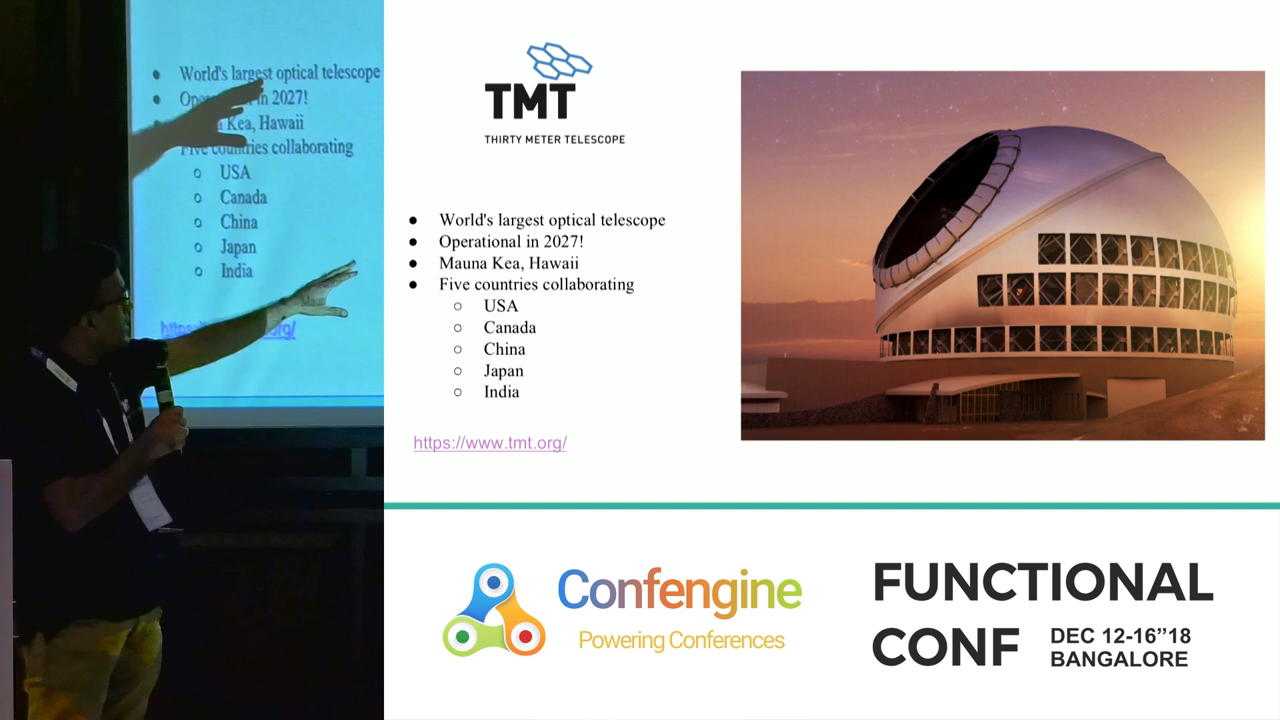 World's largest optical telescope
Op in 2027!
Kea, Hawaii
Five countries collaborating
USA
Canada
China
Japan
India
TMT
THIRTY METER TELESCOPE
● World's largest optical telescope
● Operational in 2027!
● Mauna Kea, Hawaii
● Five countries collaborating
○ USA
○ Canada
○ China
○ Japan
○ India
https://www.tmt.org/
Confengine
Powering Conferences
FUNCTIONAL
CONF DEC 12-16”18
BANGALORE